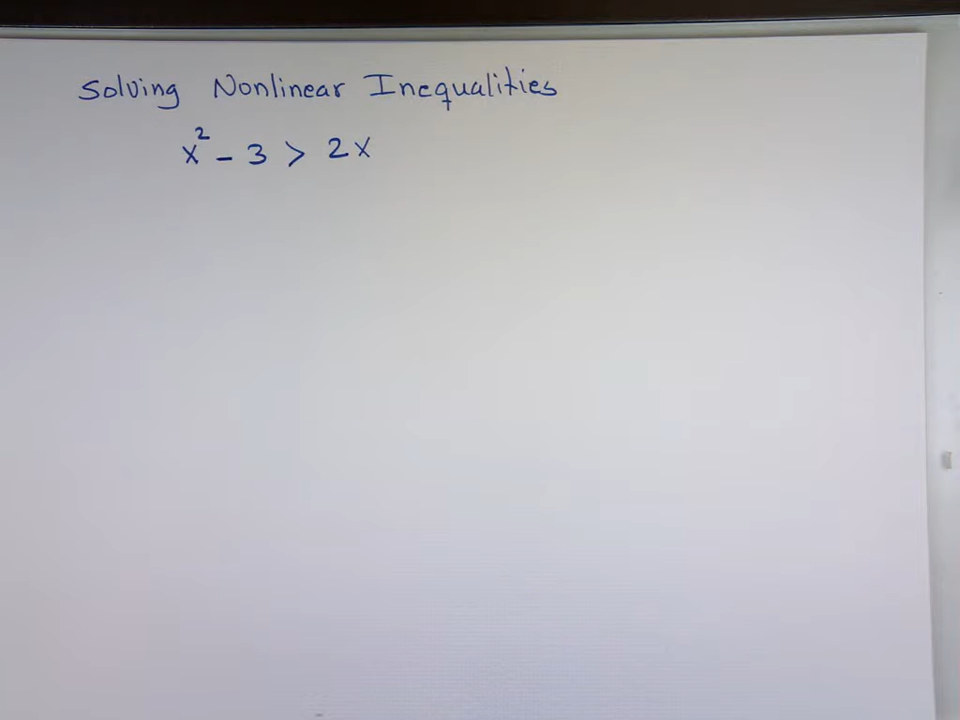 Solving Nonlinear Inequalities
x² - 3 > 2x